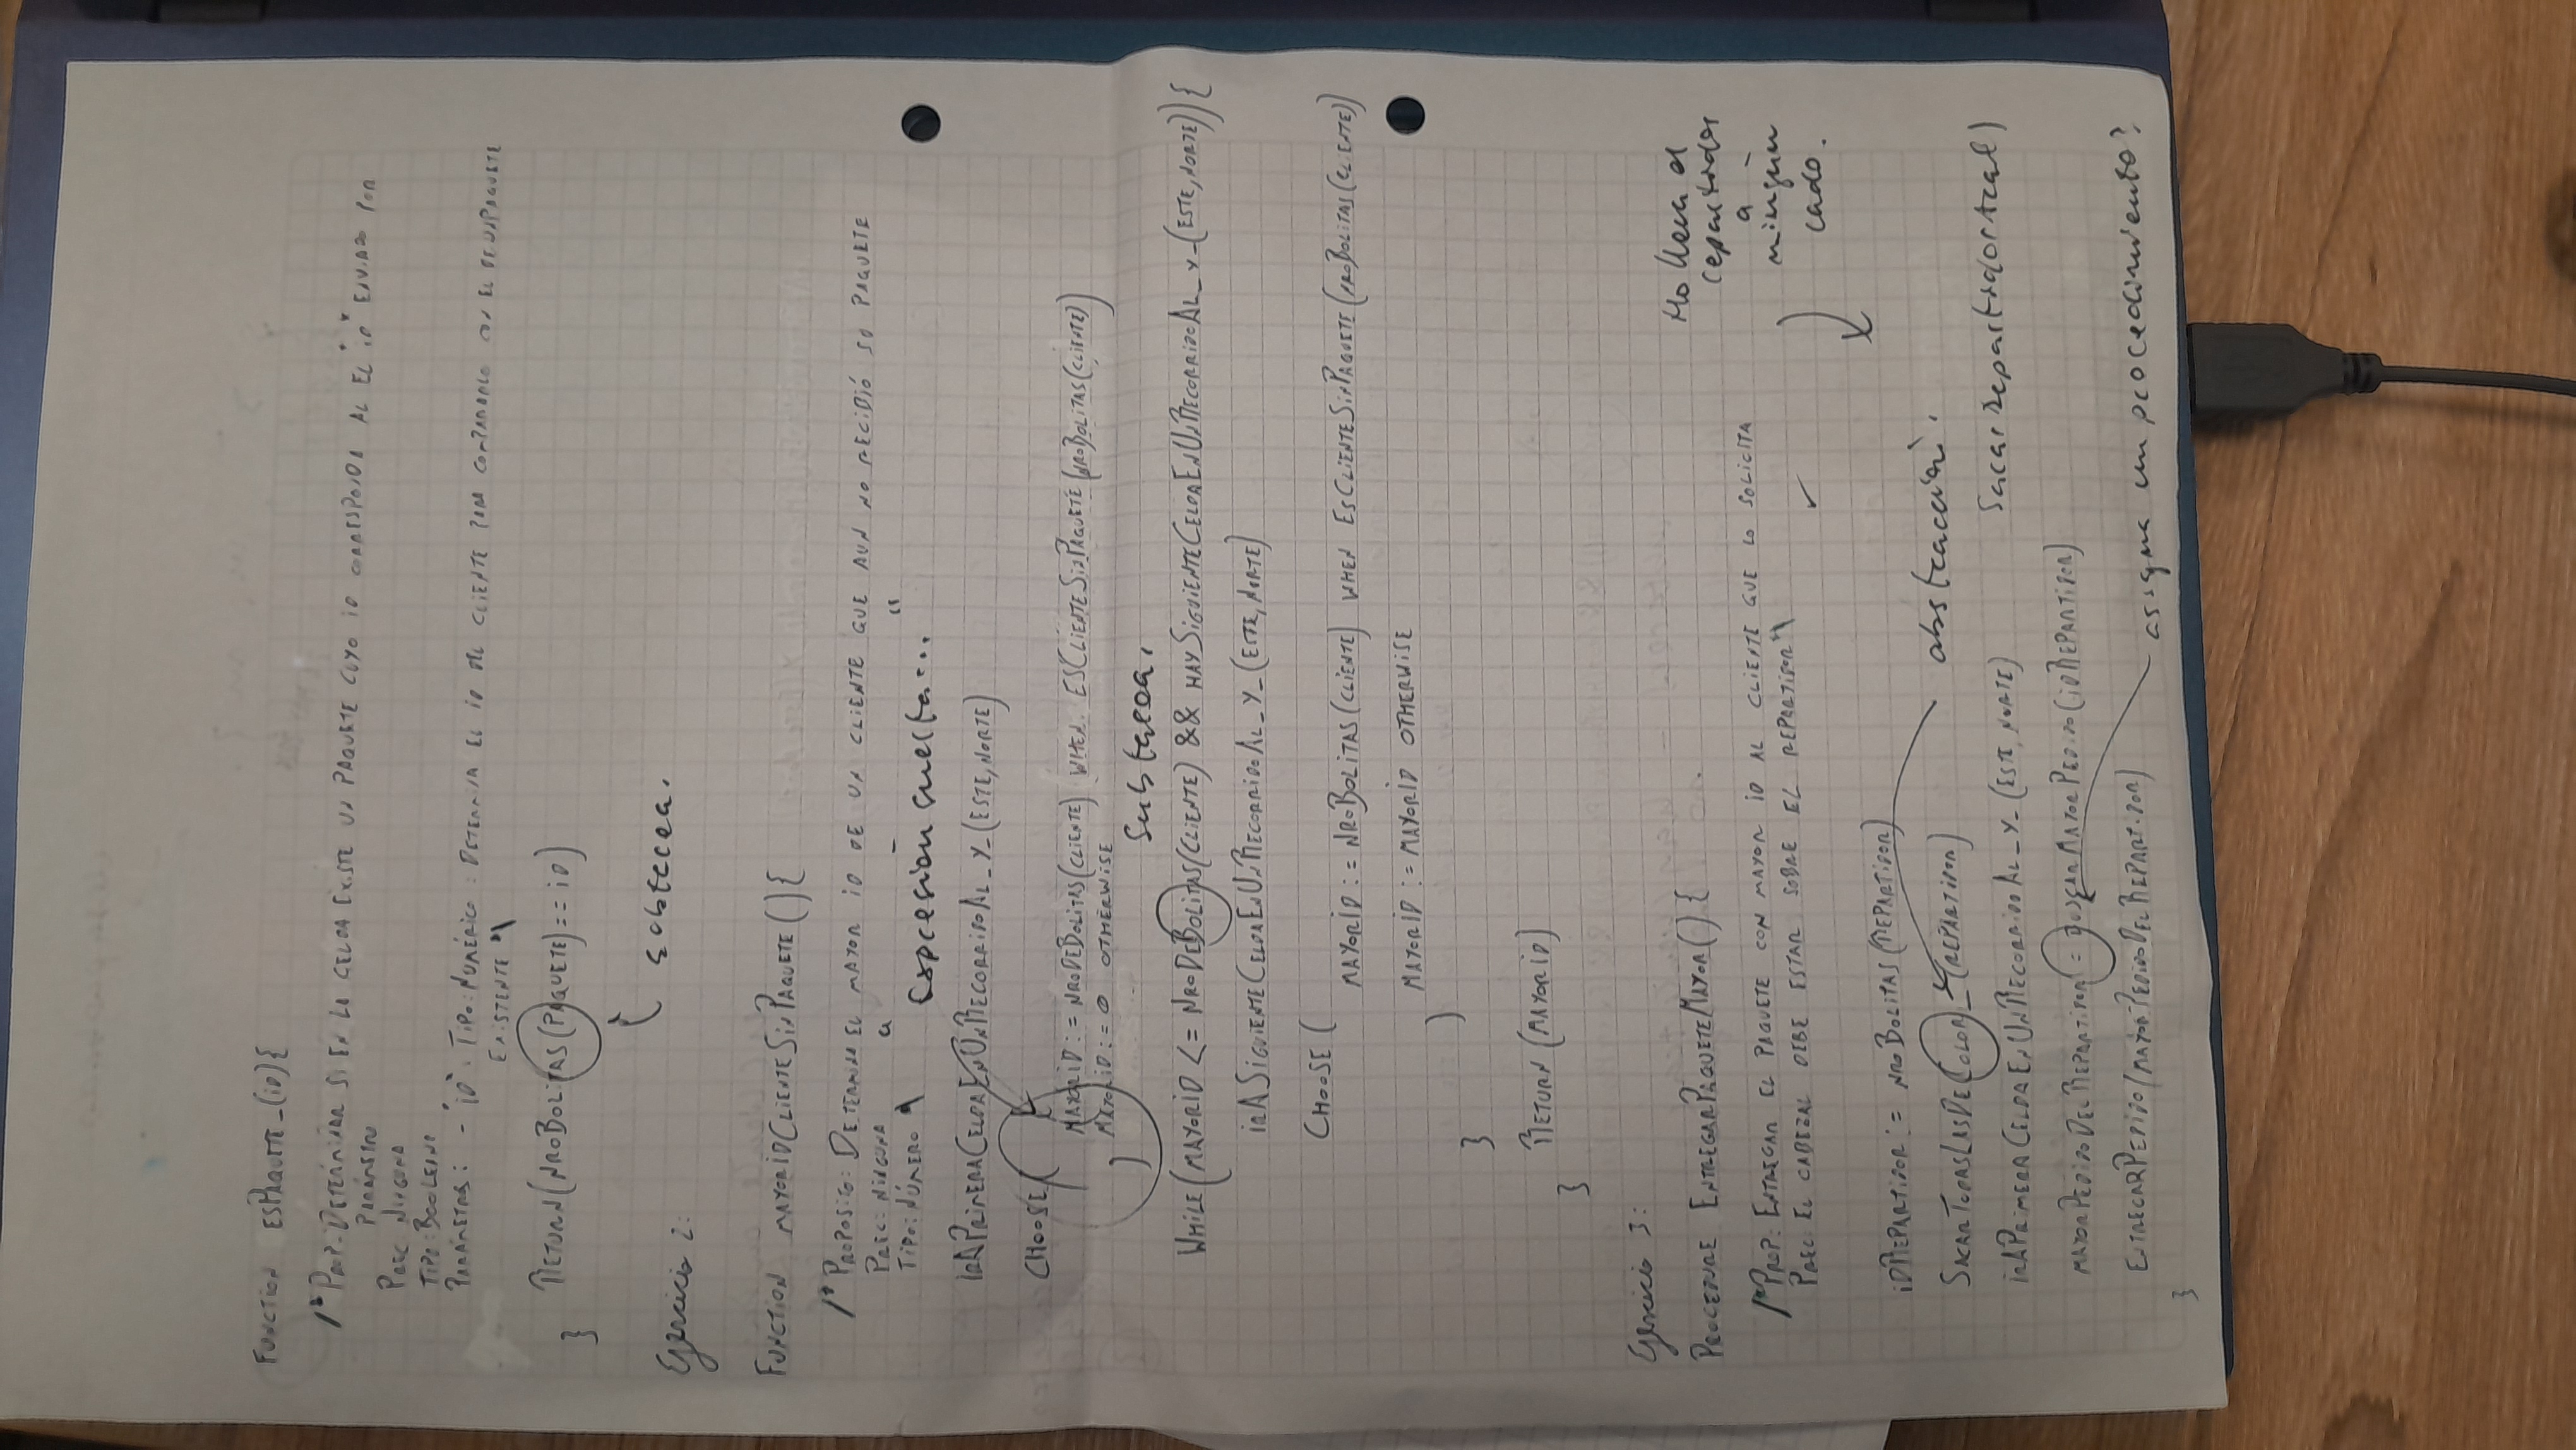 FUNCTION ESPAQUETE_(ID){
/* PROP: DETERMINAR SI EN LA CELDA EXISTE UN PAQUETE CUYO ID CORRESPONDA AL EL "ID" ENVIADO POR
PARÁMETRO
PREC: NINGUNA
TIPO: BOOLEANO
PARÁMETROS: - "ID": TIPO: NUMÉRICO: DETERMINA EL ID DEL CLIENTE PARA COMPARARLO CON EL DE UN PAQUETE
EXISTENTE */
RETURN(NROBOLITAS(PAQUETE)==ID)
}
subtarea.
Ejercicio 2:
FUNCTION MAYORIDCLIENTESINPAQUETE(){
/* PROPOSITO: DETERMINA EL MAYOR ID DE UN CLIENTE QUE AUN NO RECIBIÓ SU PAQUETE
PREC: NINGUNA
TIPO: NÚMERO */
"Expresión suelta..."
IRAPRIMERACELDAENUNRECORRIDOAL_Y_(ESTE, NORTE)
CHOOSE(
MAYORID := NRODEBOLITAS(CLIENTE) WHEN ESCLIENTESINPAQUETE(NROBOLITAS(CLIENTE))
MAYORID := 0 OTHERWISE
)
Subtarea.
WHILE(MAYORID <= NRODEBOLITAS(CLIENTE) && HAYSIGUIENTECELDAENUNRECORRIDOAL_Y_(ESTE, NORTE)){
IRASIGUIENTECELDAENUNRECORRIDOAL_Y_(ESTE, NORTE)
CHOOSE(
MAYORID := NROBOLITAS(CLIENTE) WHEN ESCLIENTESINPAQUETE(NROBOLITAS(CLIENTE))
MAYORID := MAYORID OTHERWISE
)
}
RETURN (MAYORID)
}
Ejercicio 3:
PROCEDURE ENTREGARPAQUETEMAYOR(){
/* PROP: ENTREGAR EL PAQUETE CON MAYOR ID AL CLIENTE QUE LO SOLICITA
PREC: EL CABEZAL DEBE ESTAR SOBRE EL REPARTIDOR */
✓
No lleva el
repartidor
a
ningún
lado.
IDREPARTIDOR := NROBOLITAS(REPARTIDOR)
SACARTODASLASDECOLOR_(REPARTIDOR)
abstracción.
SacarRepartidorAcá()
IRAPRIMERACELDAENUNRECORRIDOAL_Y_(ESTE, NORTE)
MAYORPEDIDODELREPARTIDOR = BUSCARMAYORPEDIDO(IDREPARTIDOR)
ENTREGARPEDIDO(MAYORPEDIDODELREPARTIDOR)
asigna un procedimiento?
}